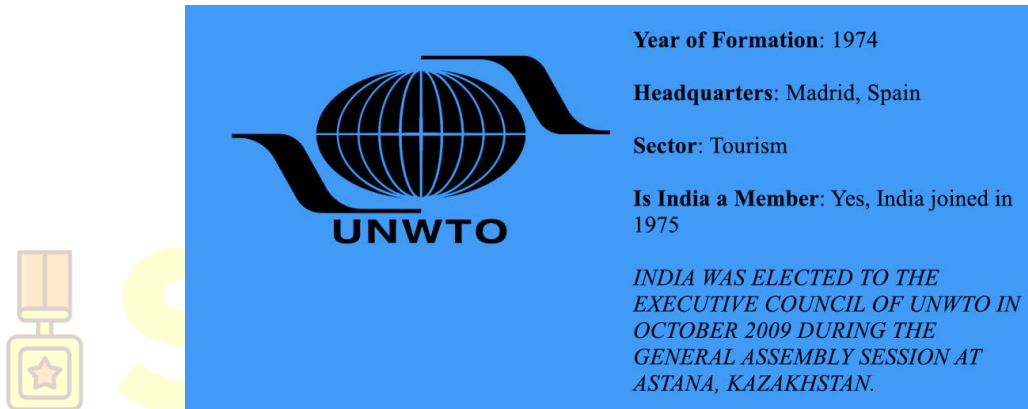 Year of Formation: 1974
Headquarters: Madrid, Spain
Sector: Tourism
Is India a Member: Yes, India joined in
1975
INDIA WAS ELECTED TO THE
EXECUTIVE COUNCIL OF UNWTO IN
OCTOBER 2009 DURING THE
GENERAL ASSEMBLY SESSION AT
ASTANA, KAZAKHSTAN.
UNWTO
S